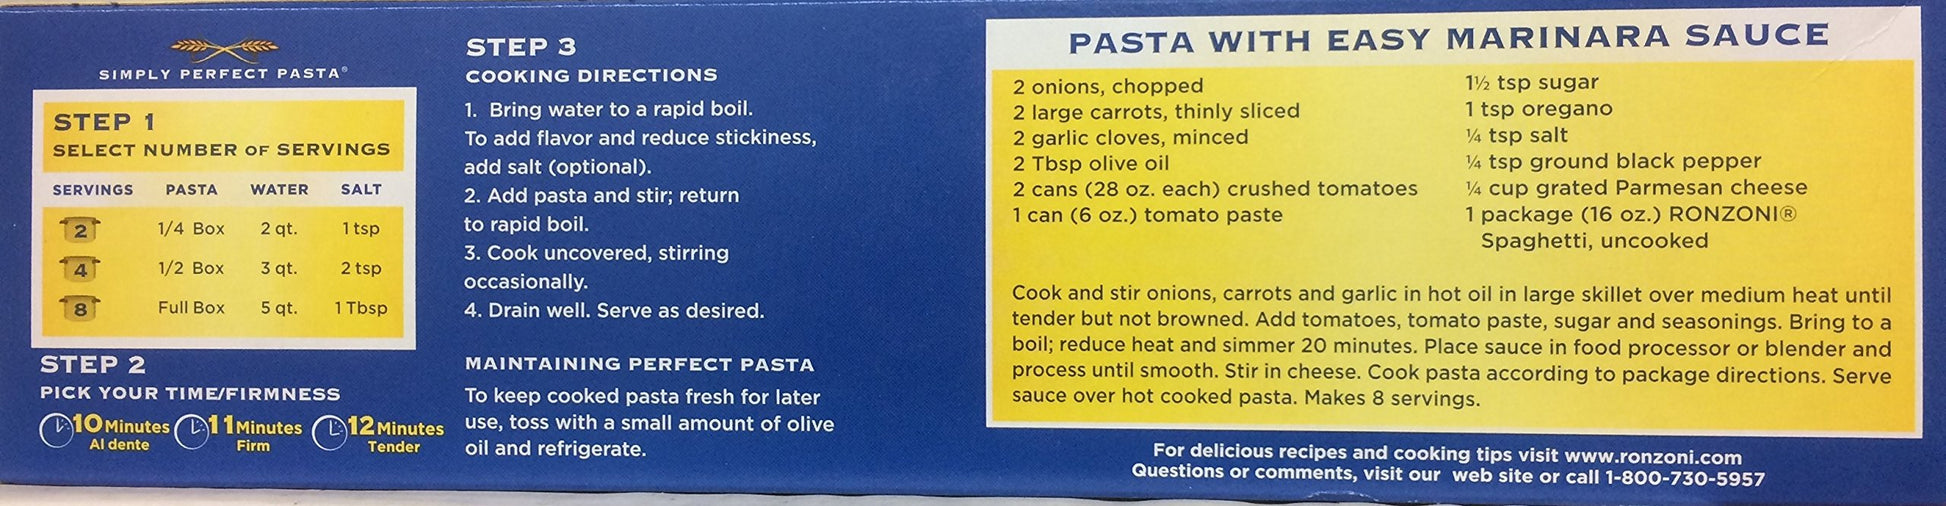 SIMPLY PERFECT PASTA®
STEP 1
SELECT NUMBER OF SERVINGS
SERVINGS PASTA WATER SALT
2 1/4 Box 2 qt. 1 tsp
4 1/2 Box 3 qt. 2 tsp
8 Full Box 5 qt. 1 Tbsp
STEP 2
PICK YOUR TIME/FIRMNESS
10 Minutes 11 Minutes 12 Minutes
Al dente Firm Tender
STEP 3
COOKING DIRECTIONS
1. Bring water to a rapid boil.
To add flavor and reduce stickiness,
add salt (optional).
2. Add pasta and stir; return
to rapid boil.
3. Cook uncovered, stirring
occasionally.
4. Drain well. Serve as desired.
MAINTAINING PERFECT PASTA
To keep cooked pasta fresh for later
use, toss with a small amount of olive
oil and refrigerate.
PASTA WITH EASY MARINARA SAUCE
2 onions, chopped
2 large carrots, thinly sliced
2 garlic cloves, minced
2 Tbsp olive oil
2 cans (28 oz. each) crushed tomatoes
1 can (6 oz.) tomato paste
1½ tsp sugar
1 tsp oregano
¼ tsp salt
¼ tsp ground black pepper
¼ cup grated Parmesan cheese
1 package (16 oz.) RONZONI®
Spaghetti, uncooked
Cook and stir onions, carrots and garlic in hot oil in large skillet over medium heat until
tender but not browned. Add tomatoes, tomato paste, sugar and seasonings. Bring to a
boil; reduce heat and simmer 20 minutes. Place sauce in food processor or blender and
process until smooth. Stir in cheese. Cook pasta according to package directions. Serve
sauce over hot cooked pasta. Makes 8 servings.
For delicious recipes and cooking tips visit www.ronzoni.com
Questions or comments, visit our web site or call 1-800-730-5957